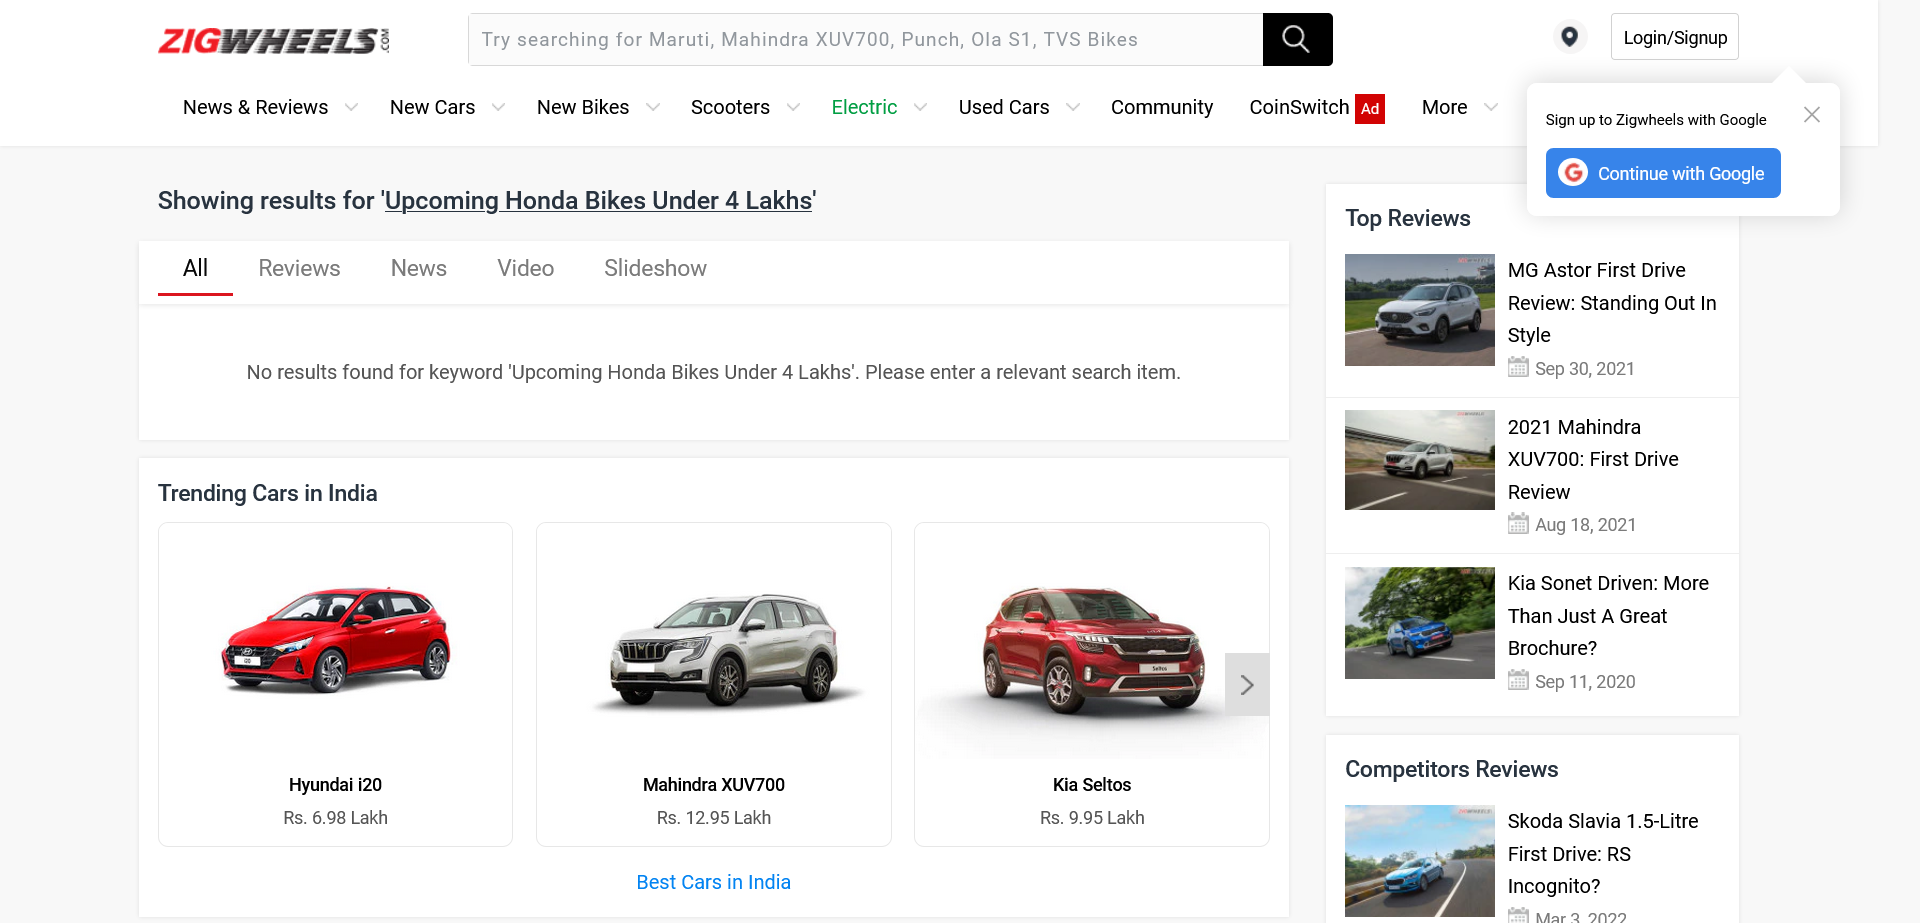 ZIGWHEELS.COM
Try searching for Maruti, Mahindra XUV700, Punch, Ola S1, TVS Bikes
Login/Signup
News & Reviews
New Cars
New Bikes
Scooters
Electric
Used Cars
Community
CoinSwitch Ad
More
Sign up to Zigwheels with Google
Continue with Google
Showing results for 'Upcoming Honda Bikes Under 4 Lakhs'
All
Reviews
News
Video
Slideshow
No results found for keyword 'Upcoming Honda Bikes Under 4 Lakhs'. Please enter a relevant search item.
Trending Cars in India
Hyundai i20
Rs. 6.98 Lakh
Mahindra XUV700
Rs. 12.95 Lakh
Seltos
Kia Seltos
Rs. 9.95 Lakh
Best Cars in India
Top Reviews
MG Astor First Drive
Review: Standing Out In
Style
Sep 30, 2021
2021 Mahindra
XUV700: First Drive
Review
Aug 18, 2021
Kia Sonet Driven: More
Than Just A Great
Brochure?
Sep 11, 2020
Competitors Reviews
Skoda Slavia 1.5-Litre
First Drive: RS
Incognito?
Mar 3, 2022